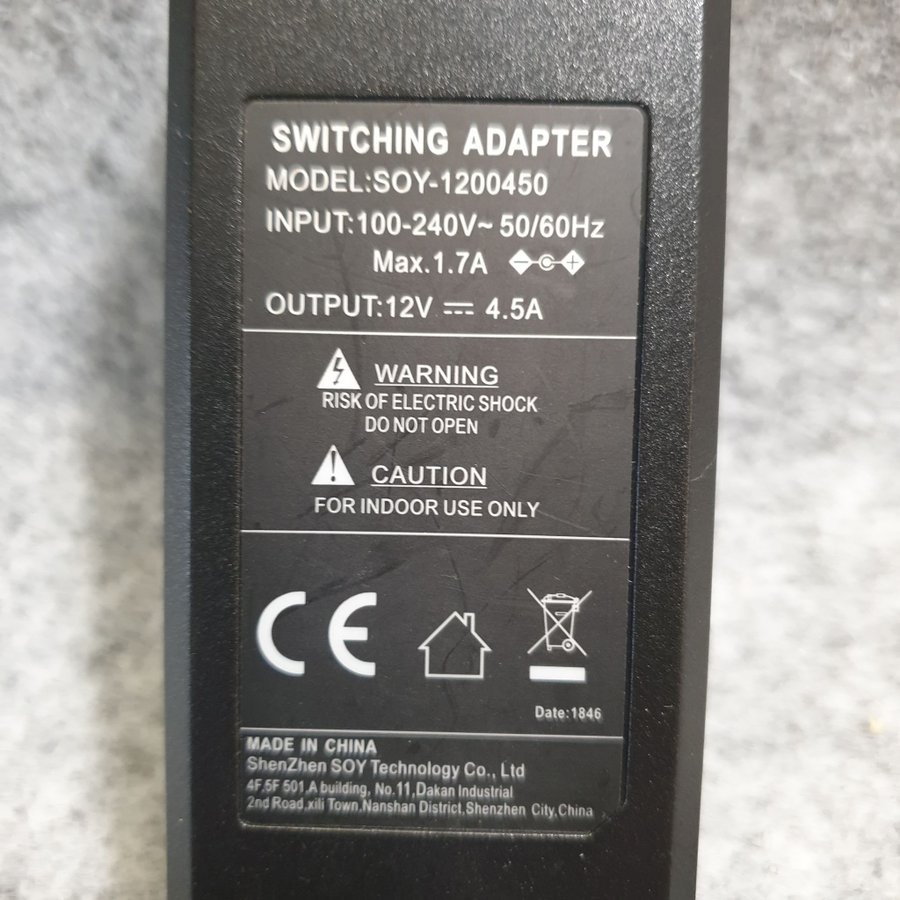 SWITCHING ADAPTER
MODEL:SOY-1200450
INPUT:100-240V~ 50/60Hz
Max.1.7A
OUTPUT:12V ⎓ 4.5A
WARNING
RISK OF ELECTRIC SHOCK
DO NOT OPEN
CAUTION
FOR INDOOR USE ONLY
CE
Date:1846
MADE IN CHINA
ShenZhen SOY Technology Co., Ltd
4F,5F 501,A building, No.11,Dakan Industrial
2nd Road,xili Town,Nanshan District,Shenzhen City,China